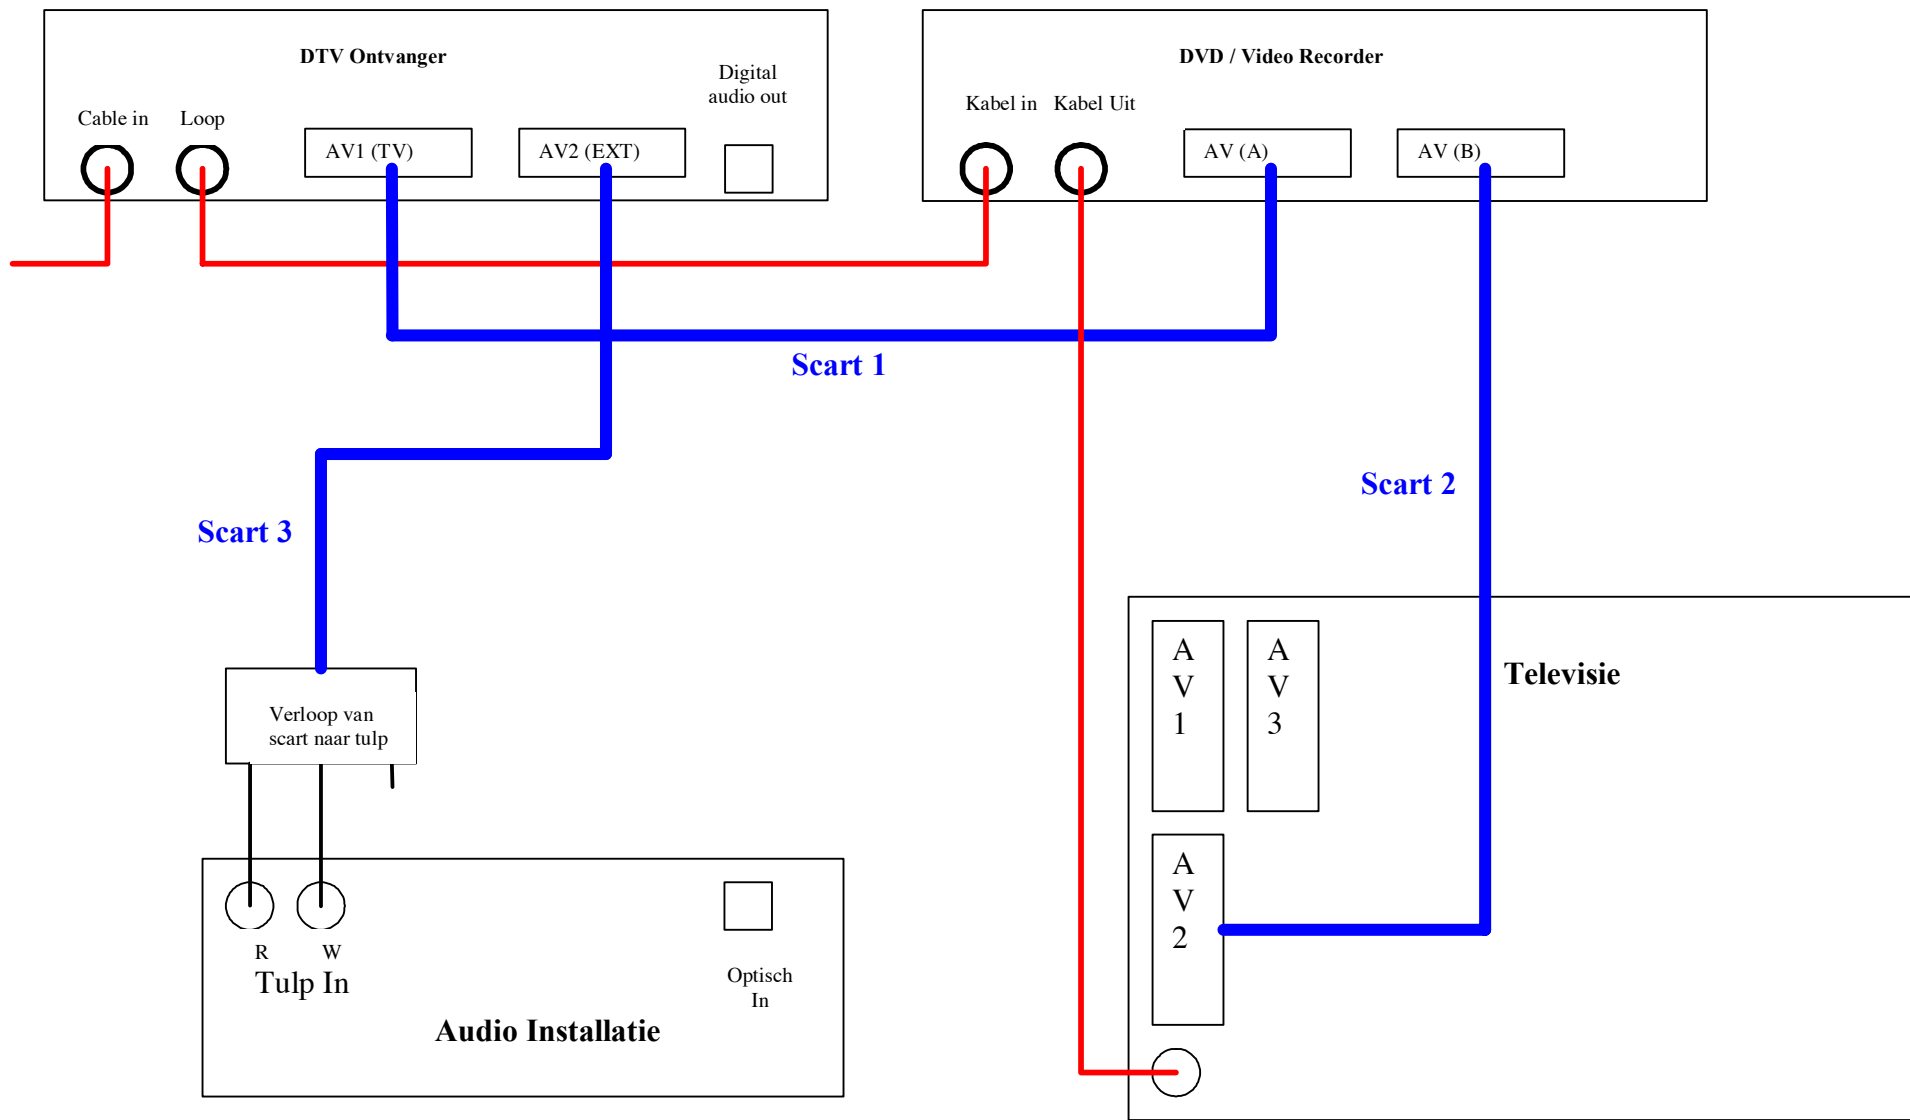 DTV Ontvanger
Digital
audio out
Cable in
Loop
AV1 (TV)
AV2 (EXT)
DVD / Video Recorder
Kabel in
Kabel Uit
AV (A)
AV (B)
Scart 1
Scart 2
Scart 3
Verloop van
scart naar tulp
R
W
Tulp In
Optisch
In
Audio Installatie
A
V
1
A
V
3
Televisie
A
V
2